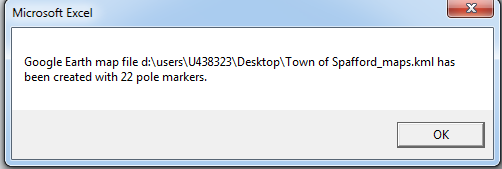 Microsoft Excel
Google Earth map file d:\users\U438323\Desktop\Town of Spafford_maps.kml has
been created with 22 pole markers.
OK